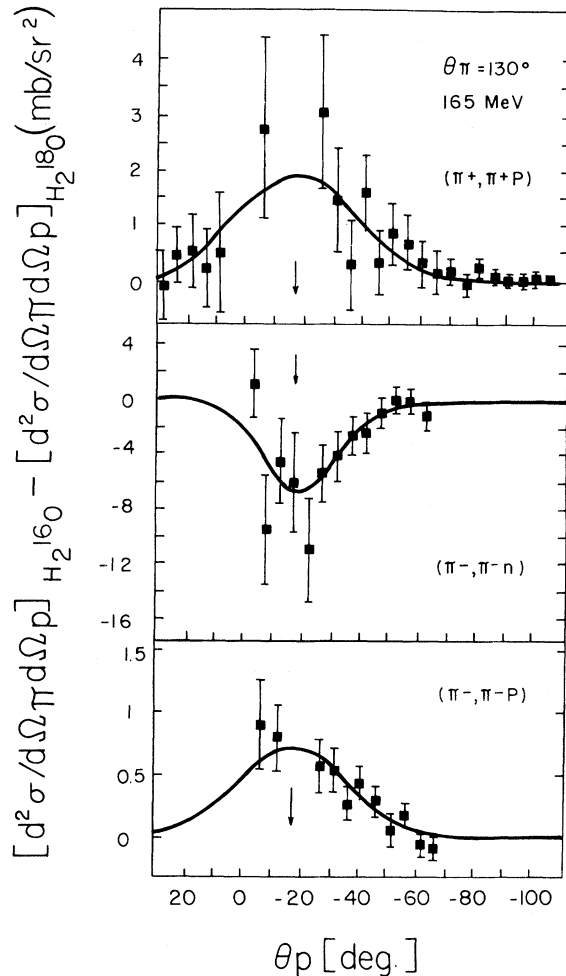 [d²σ/dΩπdΩp]H₂¹⁶O – [d²σ/dΩπdΩp]H₂¹⁸O (mb/sr²)
4
3
2
1
0
θπ = 130°
165 MeV
(π+,π+P)
4
0
-4
-8
-12
-16
(π-,π-n)
1.5
1
0.5
0
(π-,π-P)
20 0 -20 -40 -60 -80 -100
θp [deg.]